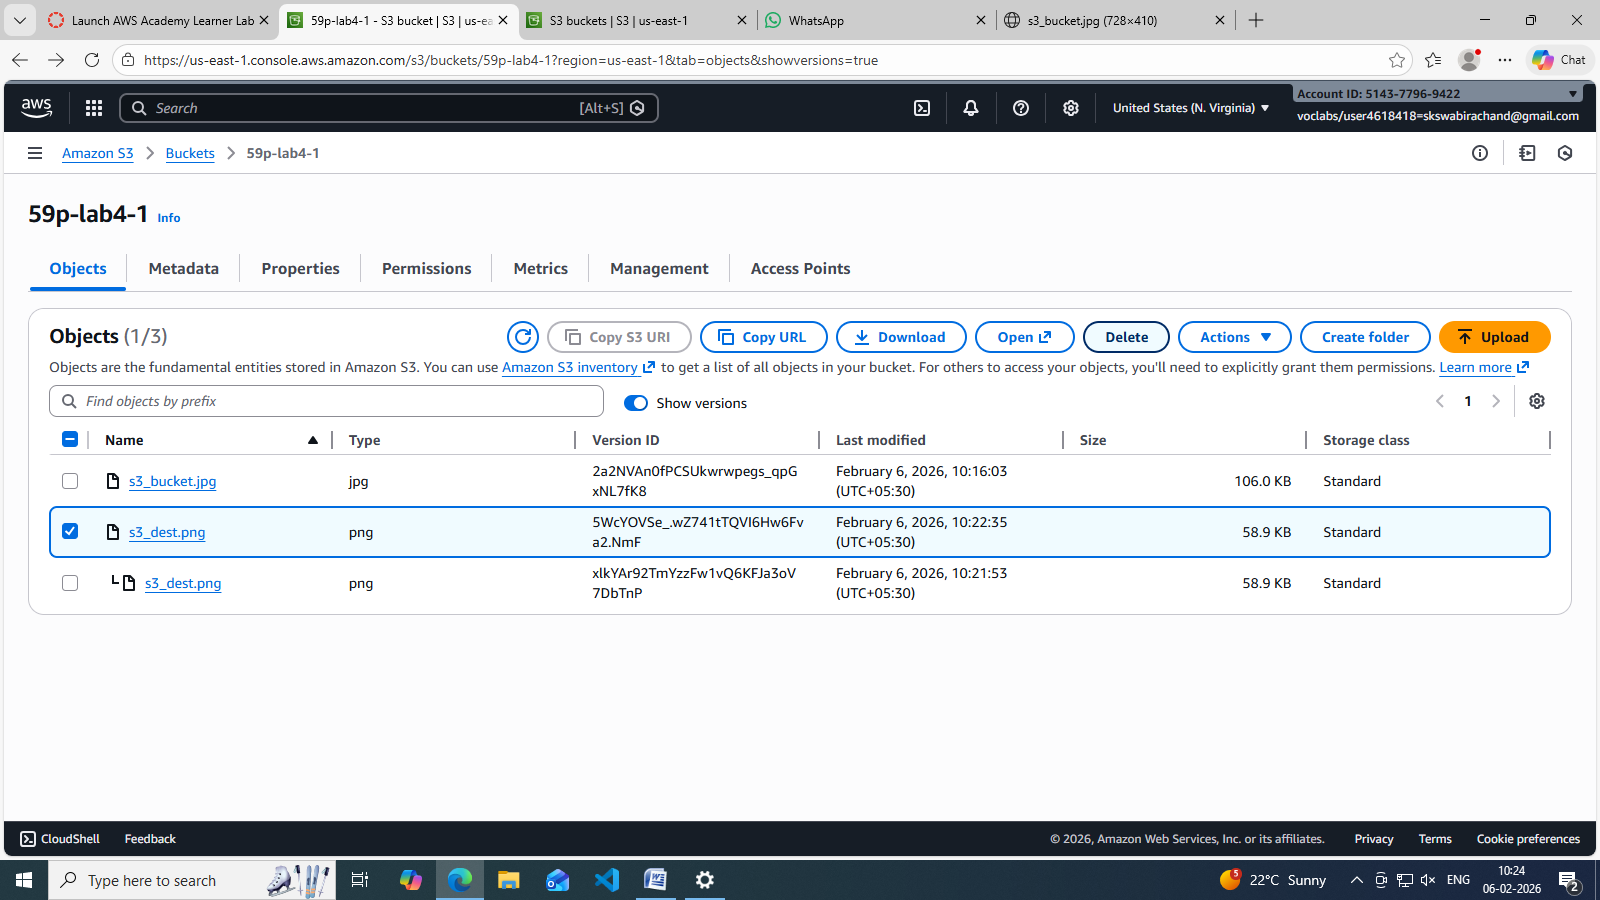 Launch AWS Academy Learner Lab
59p-lab4-1 - S3 bucket | S3 | us-ea
S3 buckets | S3 | us-east-1
WhatsApp
s3_bucket.jpg (728×410)
https://us-east-1.console.aws.amazon.com/s3/buckets/59p-lab4-1?region=us-east-1&tab=objects&showversions=true
Chat
aws
Search
[Alt+S]
United States (N. Virginia)
Account ID: 5143-7796-9422
voclabs/user4618418=skswabirachand@gmail.com
Amazon S3
Buckets
59p-lab4-1
59p-lab4-1 Info
Objects
Metadata
Properties
Permissions
Metrics
Management
Access Points
Objects (1/3)
Copy S3 URI
Copy URL
Download
Open
Delete
Actions
Create folder
Upload
Objects are the fundamental entities stored in Amazon S3. You can use Amazon S3 inventory to get a list of all objects in your bucket. For others to access your objects, you'll need to explicitly grant them permissions. Learn more
Find objects by prefix
Show versions
1
Name
Type
Version ID
Last modified
Size
Storage class
s3_bucket.jpg
jpg
2a2NVAn0fPCSUkwrwpegs_qpG
xNL7fK8
February 6, 2026, 10:16:03
(UTC+05:30)
106.0 KB
Standard
s3_dest.png
png
5WcYOVSe_.wZ741tTQVI6Hw6Fv
a2.NmF
February 6, 2026, 10:22:35
(UTC+05:30)
58.9 KB
Standard
s3_dest.png
png
xlkYAr92TmYzzFw1vQ6KFJa3oV
7DbTnP
February 6, 2026, 10:21:53
(UTC+05:30)
58.9 KB
Standard
CloudShell
Feedback
© 2026, Amazon Web Services, Inc. or its affiliates.
Privacy
Terms
Cookie preferences
Type here to search
5
22°C Sunny
ENG
10:24
06-02-2026
2